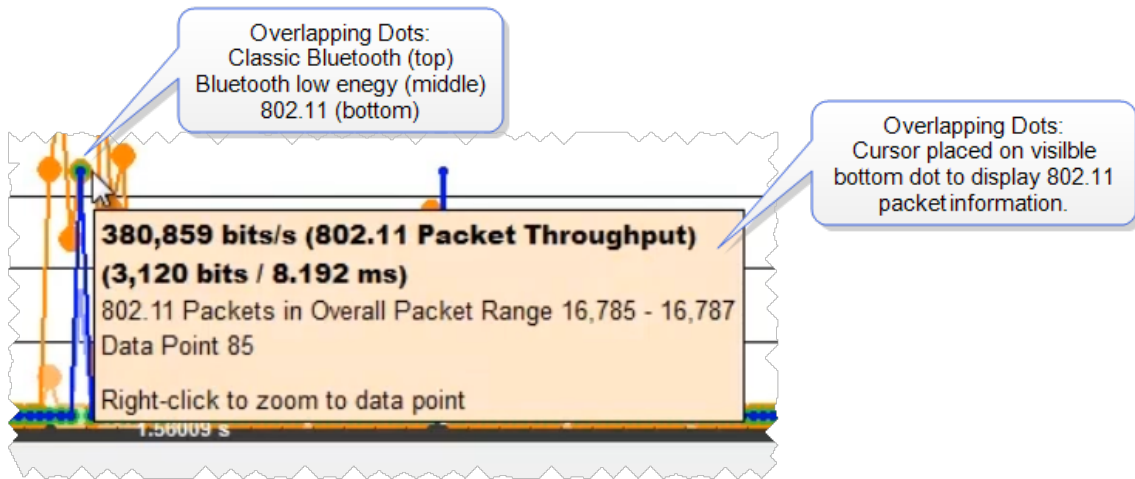 Overlapping Dots:
Classic Bluetooth (top)
Bluetooth low enegy (middle)
802.11 (bottom)
Overlapping Dots:
Cursor placed on visilble
bottom dot to display 802.11
packet information.
380,859 bits/s (802.11 Packet Throughput)
(3,120 bits / 8.192 ms)
802.11 Packets in Overall Packet Range 16,785 - 16,787
Data Point 85
Right-click to zoom to data point
1.56009 s